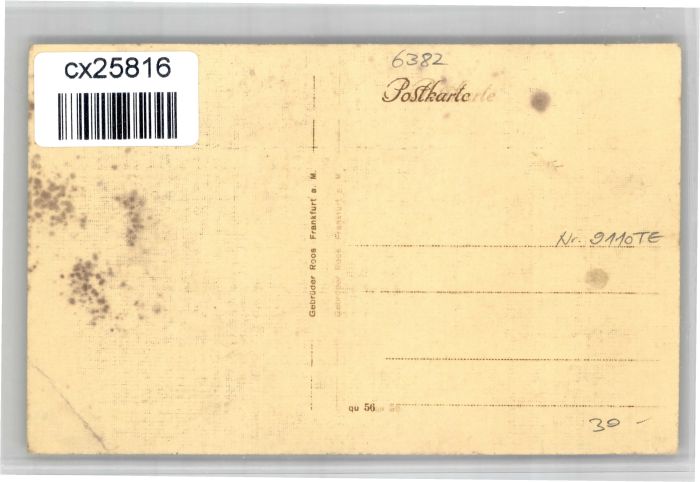 cx25816
6382
Postkarte
Gebrüder Roos Frankfurt a. M.
Nr. 9110TE
qu 56
30 -